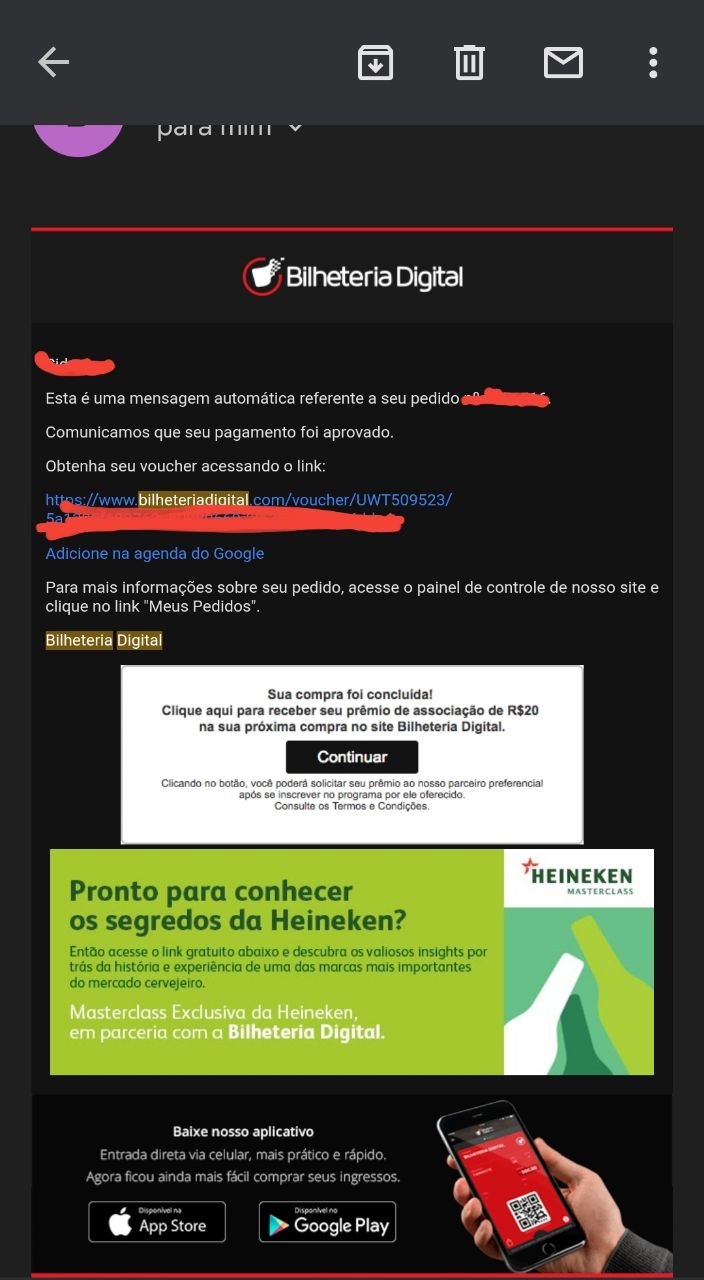 para mim
Bilheteria Digital
Esta é uma mensagem automática referente a seu pedido
Comunicamos que seu pagamento foi aprovado.
Obtenha seu voucher acessando o link:
https://www.bilheteriadigital.com/voucher/UWT509523/
Adicione na agenda do Google
Para mais informações sobre seu pedido, acesse o painel de controle de nosso site e
clique no link "Meus Pedidos".
Bilheteria Digital
Sua compra foi concluída!
Clique aqui para receber seu prêmio de associação de R$20
na sua próxima compra no site Bilheteria Digital.
Continuar
Clicando no botão, você poderá solicitar seu prêmio ao nosso parceiro preferencial
após se inscrever no programa por ele oferecido.
Consulte os Termos e Condições.
Pronto para conhecer
os segredos da Heineken?
Então acesse o link gratuito abaixo e descubra os valiosos insights por
trás da história e experiência de uma das marcas mais importantes
do mercado cervejeiro.
Masterclass Exclusiva da Heineken,
em parceria com a Bilheteria Digital.
HEINEKEN
MASTERCLASS
Baixe nosso aplicativo
Entrada direta via celular, mais prático e rápido.
Agora ficou ainda mais fácil comprar seus ingressos.
Disponível na
App Store
Disponível no
Google Play